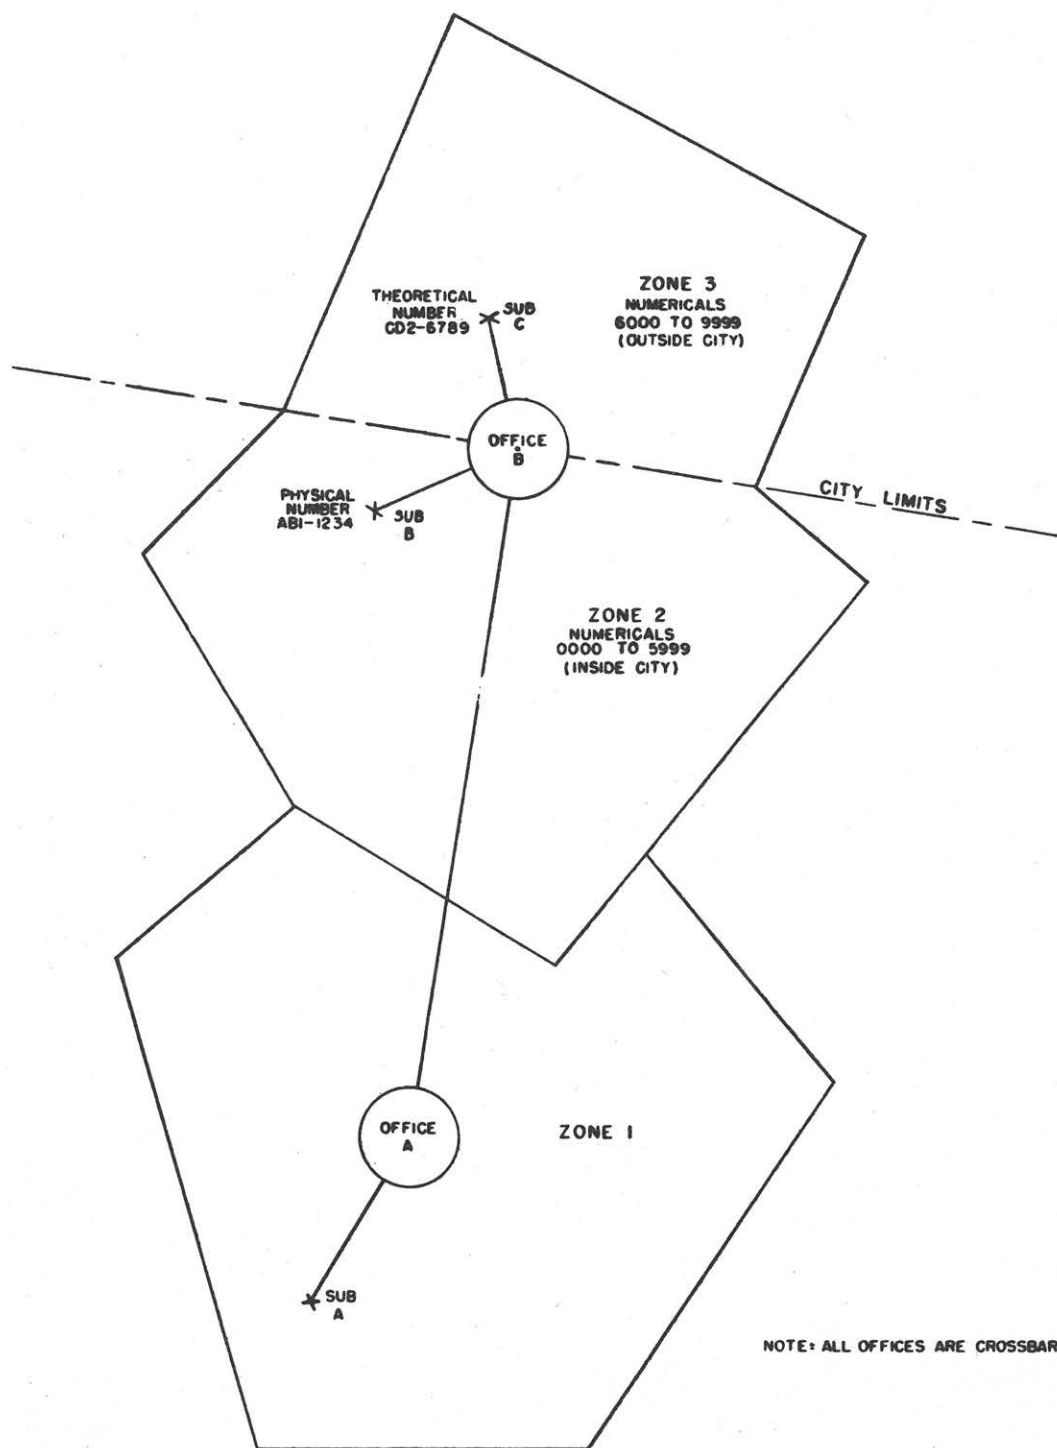 ZONE 3
NUMERICALS
6000 TO 9999
(OUTSIDE CITY)
THEORETICAL
NUMBER
CD2-6789
SUB
C
OFFICE
B
CITY LIMITS
PHYSICAL
NUMBER
AB1-1234
SUB
B
ZONE 2
NUMERICALS
0000 TO 5999
(INSIDE CITY)
OFFICE
A
ZONE 1
SUB
A
NOTE: ALL OFFICES ARE CROSSBAR